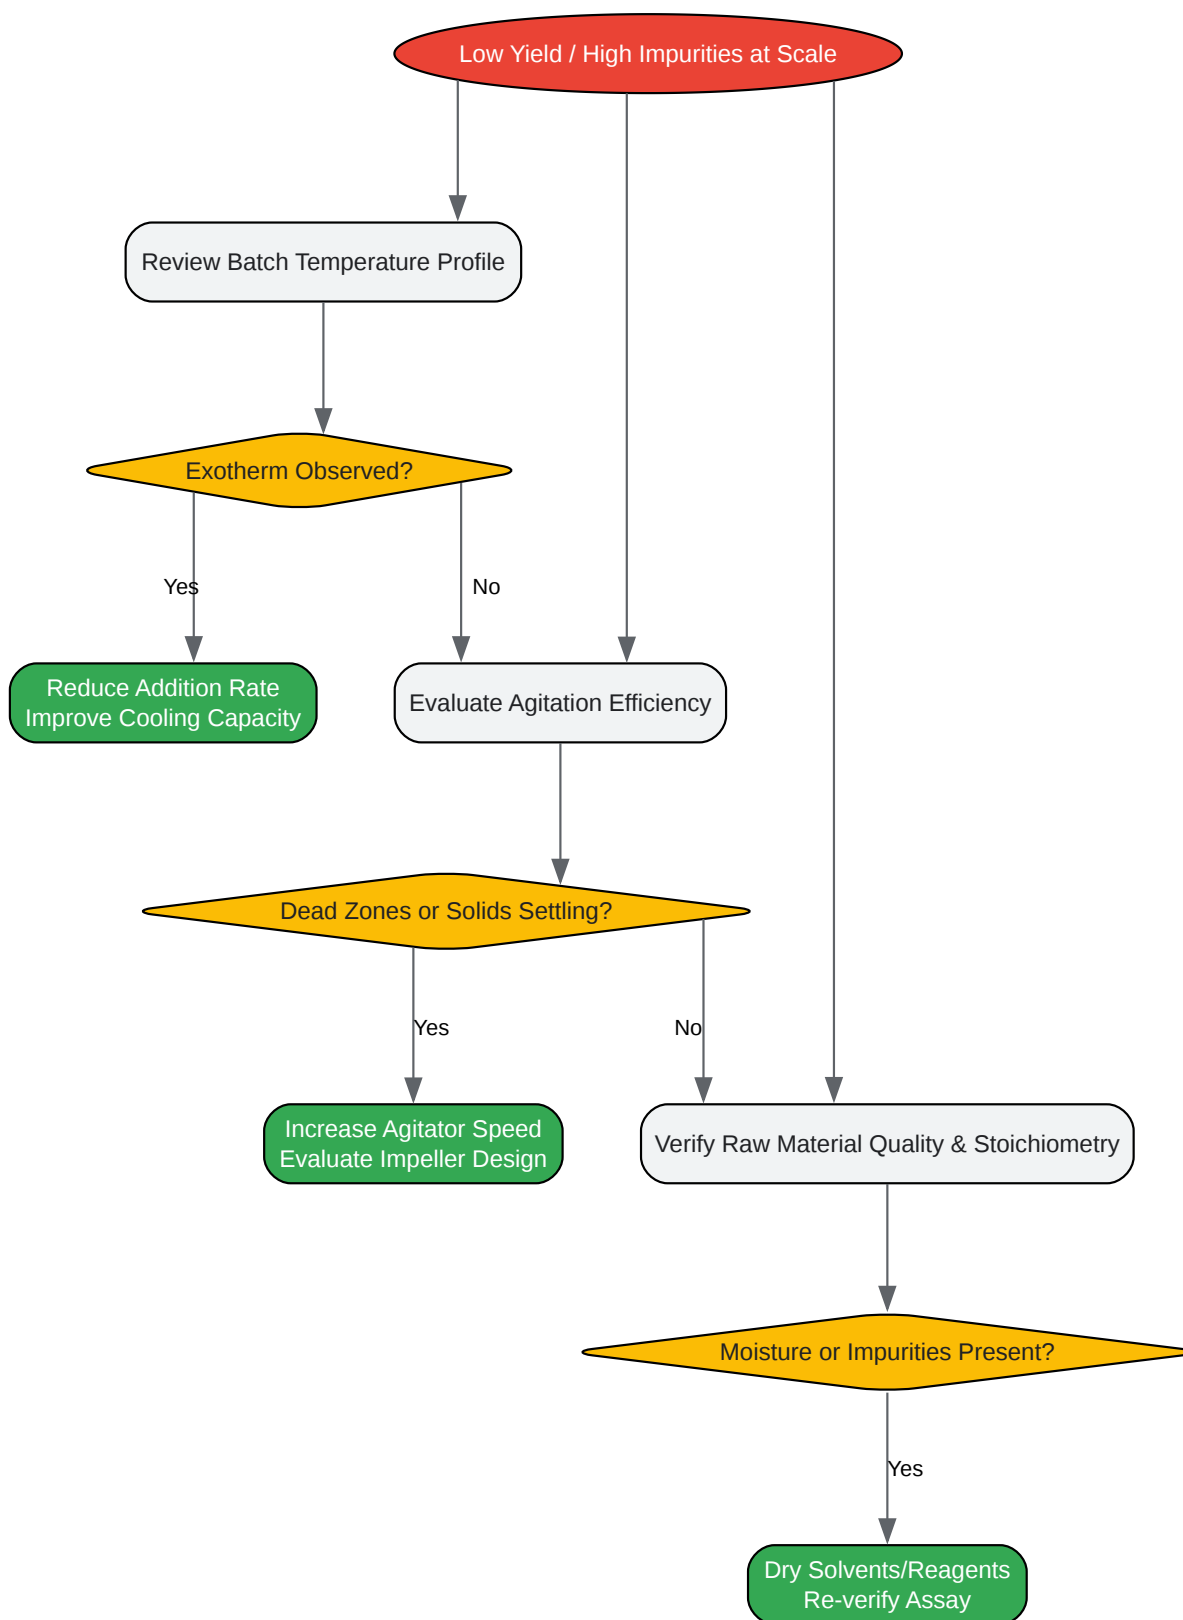 Low Yield / High Impurities at Scale
Review Batch Temperature Profile
Exotherm Observed?
Yes
No
Reduce Addition Rate
Improve Cooling Capacity
Evaluate Agitation Efficiency
Dead Zones or Solids Settling?
Yes
No
Increase Agitator Speed
Evaluate Impeller Design
Verify Raw Material Quality & Stoichiometry
Moisture or Impurities Present?
Yes
Dry Solvents/Reagents
Re-verify Assay